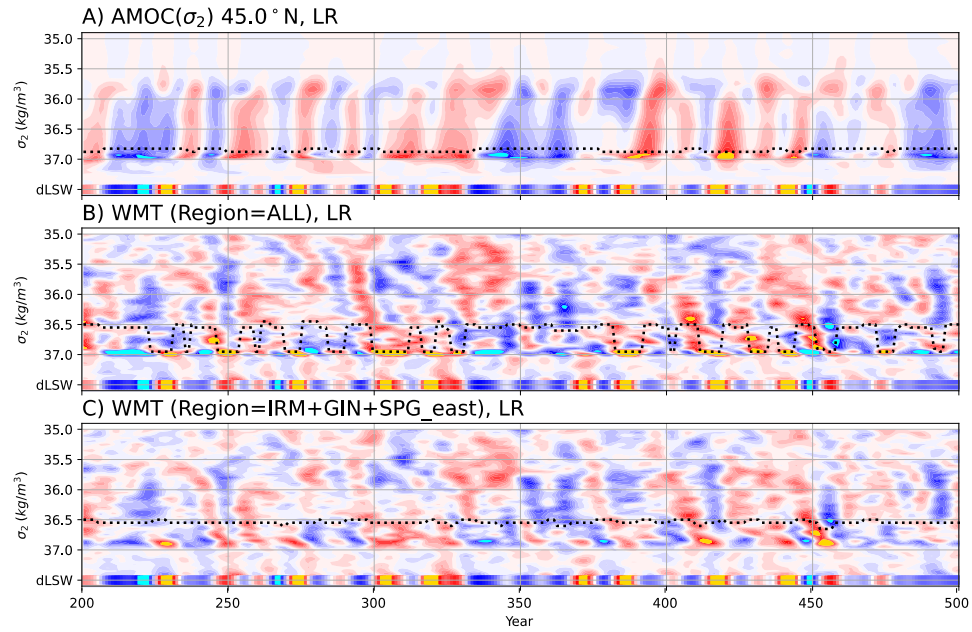 A) AMOC(σ₂) 45.0°N, LR
σ₂ (kg/m³)
35.0
35.5
36.0
36.5
37.0
dLSW
B) WMT (Region=ALL), LR
σ₂ (kg/m³)
35.0
35.5
36.0
36.5
37.0
dLSW
C) WMT (Region=IRM+GIN+SPG_east), LR
σ₂ (kg/m³)
35.0
35.5
36.0
36.5
37.0
dLSW
200 250 300 350 400 450 500
Year